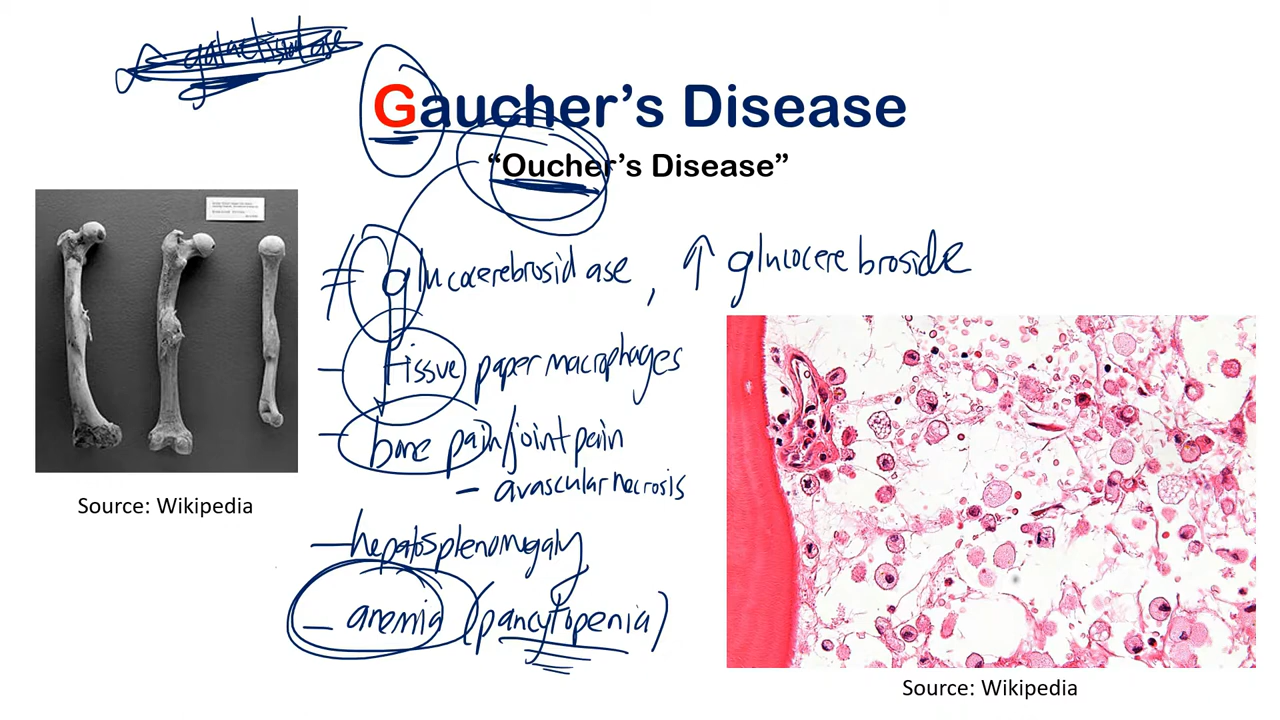 Gaucher's Disease
"Oucher's Disease"
≠ glucocerebrosidase, ↑ glucocerebroside
- tissue paper macrophages
- bone pain/joint pain
- avascular necrosis
- hepatosplenomegaly
- anemia (pancytopenia)
Source: Wikipedia
Source: Wikipedia